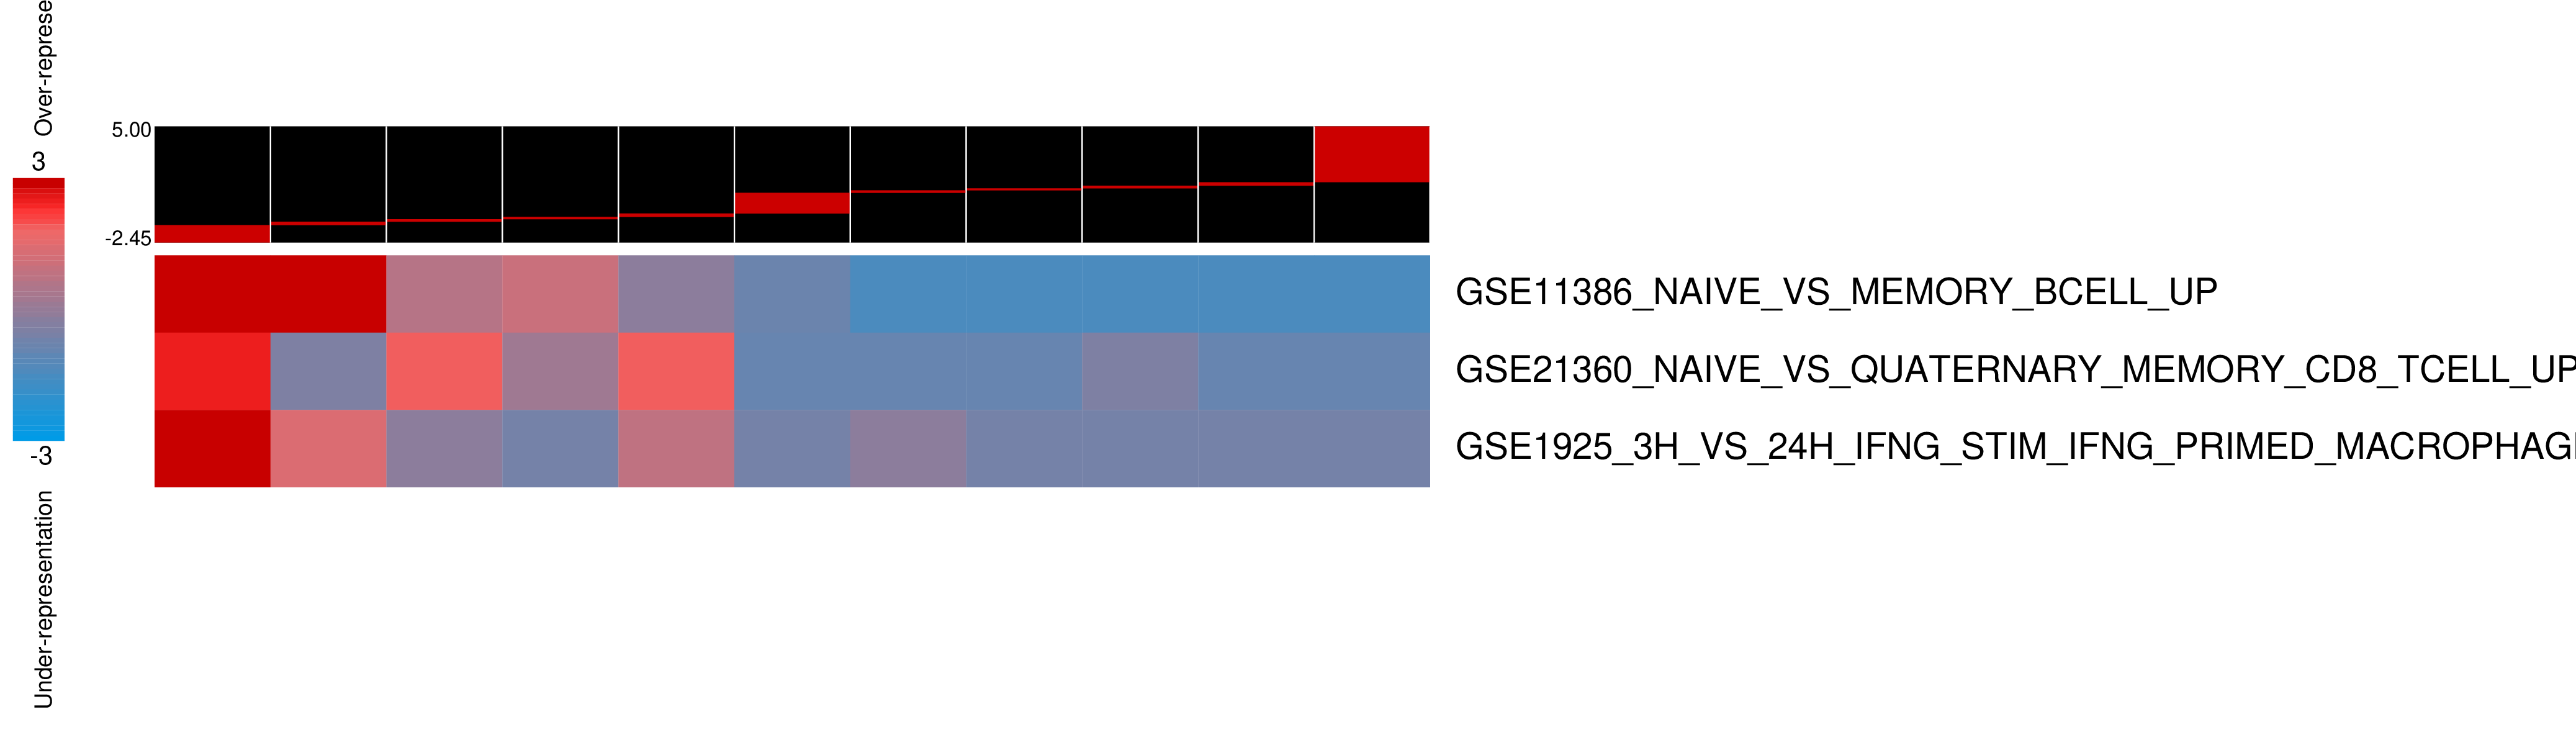 Over-represe
3
-3
Under-representation
5.00
-2.45
GSE11386_NAIVE_VS_MEMORY_BCELL_UP
GSE21360_NAIVE_VS_QUATERNARY_MEMORY_CD8_TCELL_UP
GSE1925_3H_VS_24H_IFNG_STIM_IFNG_PRIMED_MACROPHAG